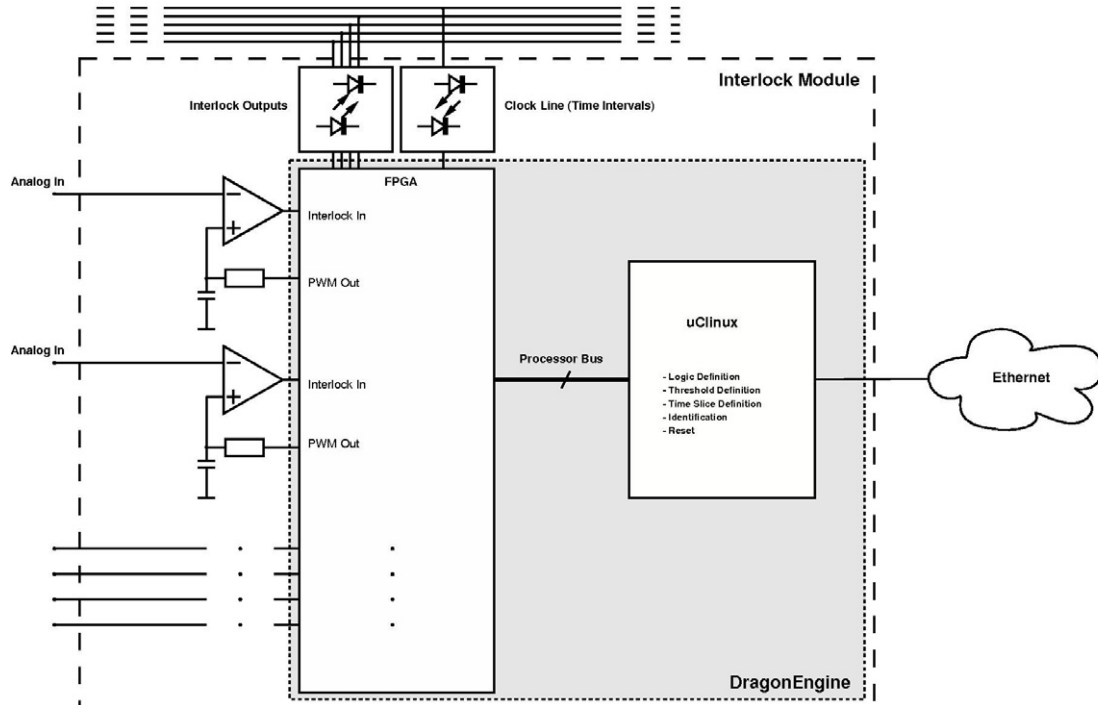 Interlock Module
Interlock Outputs
Clock Line (Time Intervals)
Analog In
FPGA
Interlock In
PWM Out
uClinux
Analog In
Processor Bus
Interlock In
- Logic Definition
- Threshold Definition
- Time Slice Definition
- Identification
- Reset
Ethernet
PWM Out
DragonEngine